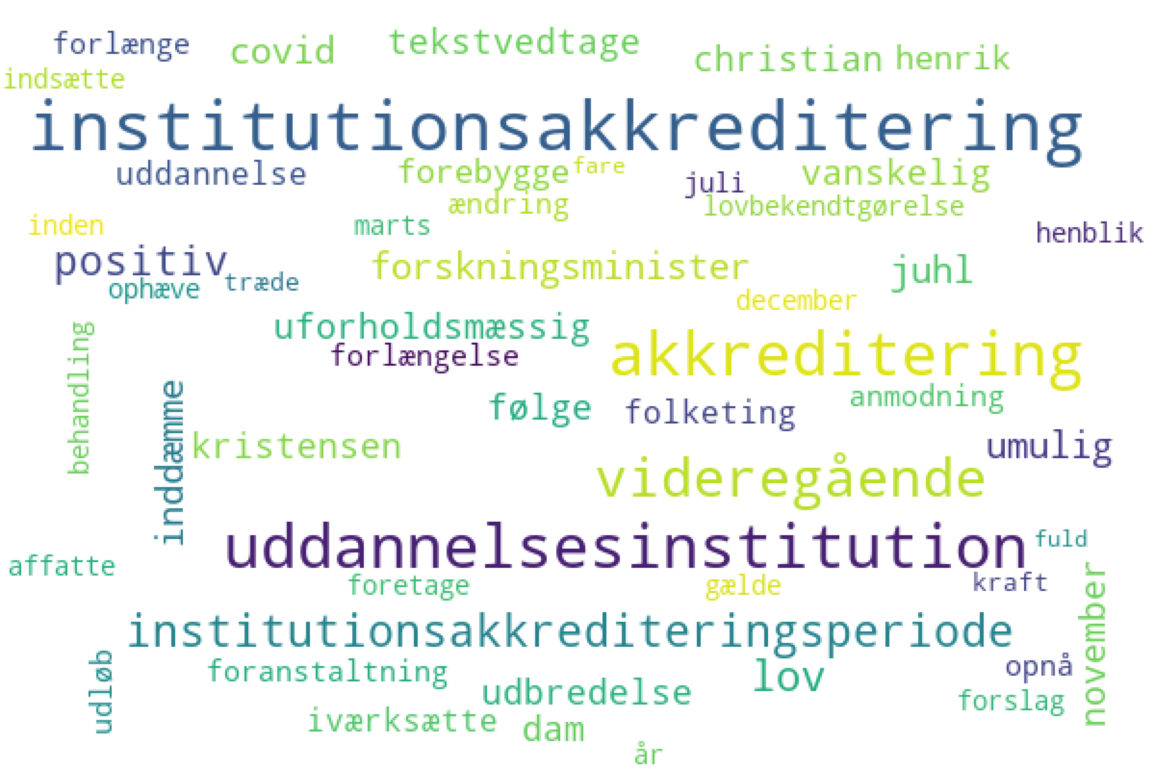 forlænge covid tekstvedtage christian henrik
indsætte
institutionsakkreditering
uddannelse forebygge fare juli vanskelig
ændring lovbekendtgørelse
inden marts henblik
positiv forskningsminister juhl
ophæve træde december
uforholdsmæssig
forlængelse akkreditering
behandling
inddæmme følge folketing anmodning
kristensen umulig
videregående
uddannelsesinstitution fuld
affatte foretage gælde kraft
november
institutionsakkrediteringsperiode
udløb foranstaltning udbredelse lov opnå
forslag
iværksætte dam
år